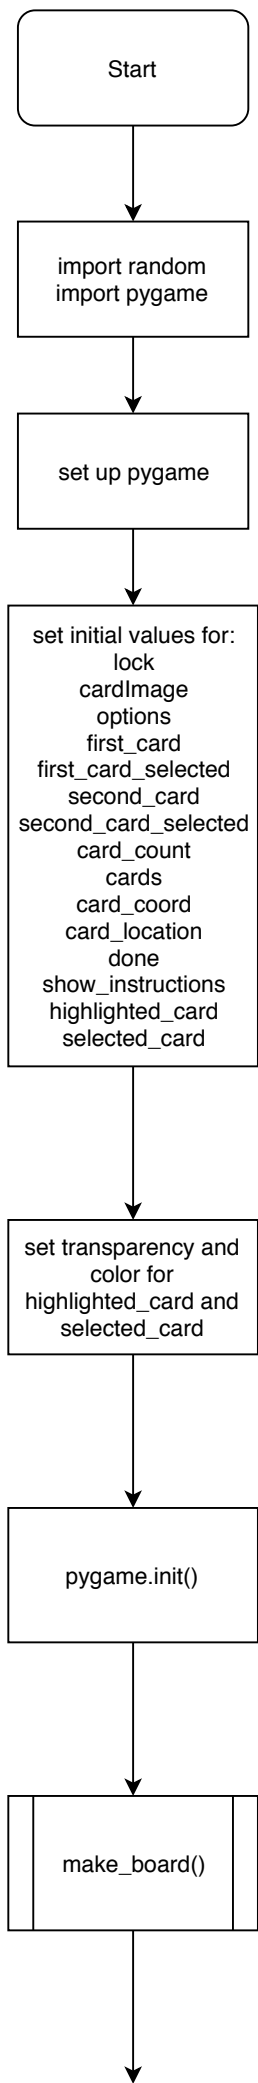 Start
import random
import pygame
set up pygame
set initial values for:
lock
cardImage
options
first_card
first_card_selected
second_card
second_card_selected
card_count
cards
card_coord
card_location
done
show_instructions
highlighted_card
selected_card
set transparency and
color for
highlighted_card and
selected_card
pygame.init()
make_board()